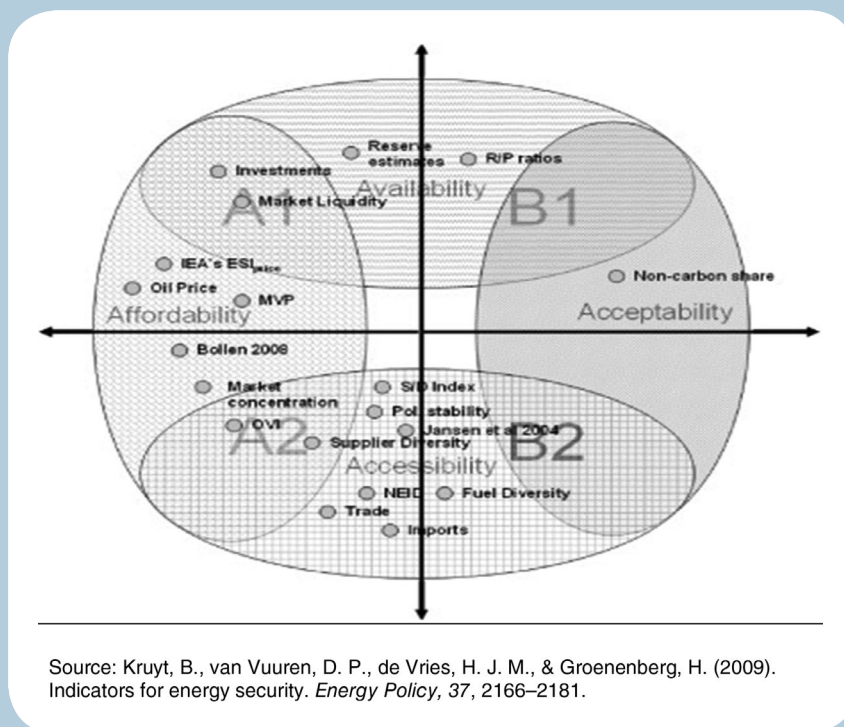 Reserve
estimates
R/P ratios
Investments
Availability
A1
Market Liquidity
B1
IEA's ESIprice
Non-carbon share
Oil Price
MVP
Affordability
Acceptability
Bollen 2008
Market
concentration
S/D Index
Pol. stability
OVI
Jansen et al 2004
A2
B2
Supplier Diversity
Accessibility
NEID
Fuel Diversity
Trade
Imports
Source: Kruyt, B., van Vuuren, D. P., de Vries, H. J. M., & Groenenberg, H. (2009).
Indicators for energy security. Energy Policy, 37, 2166–2181.